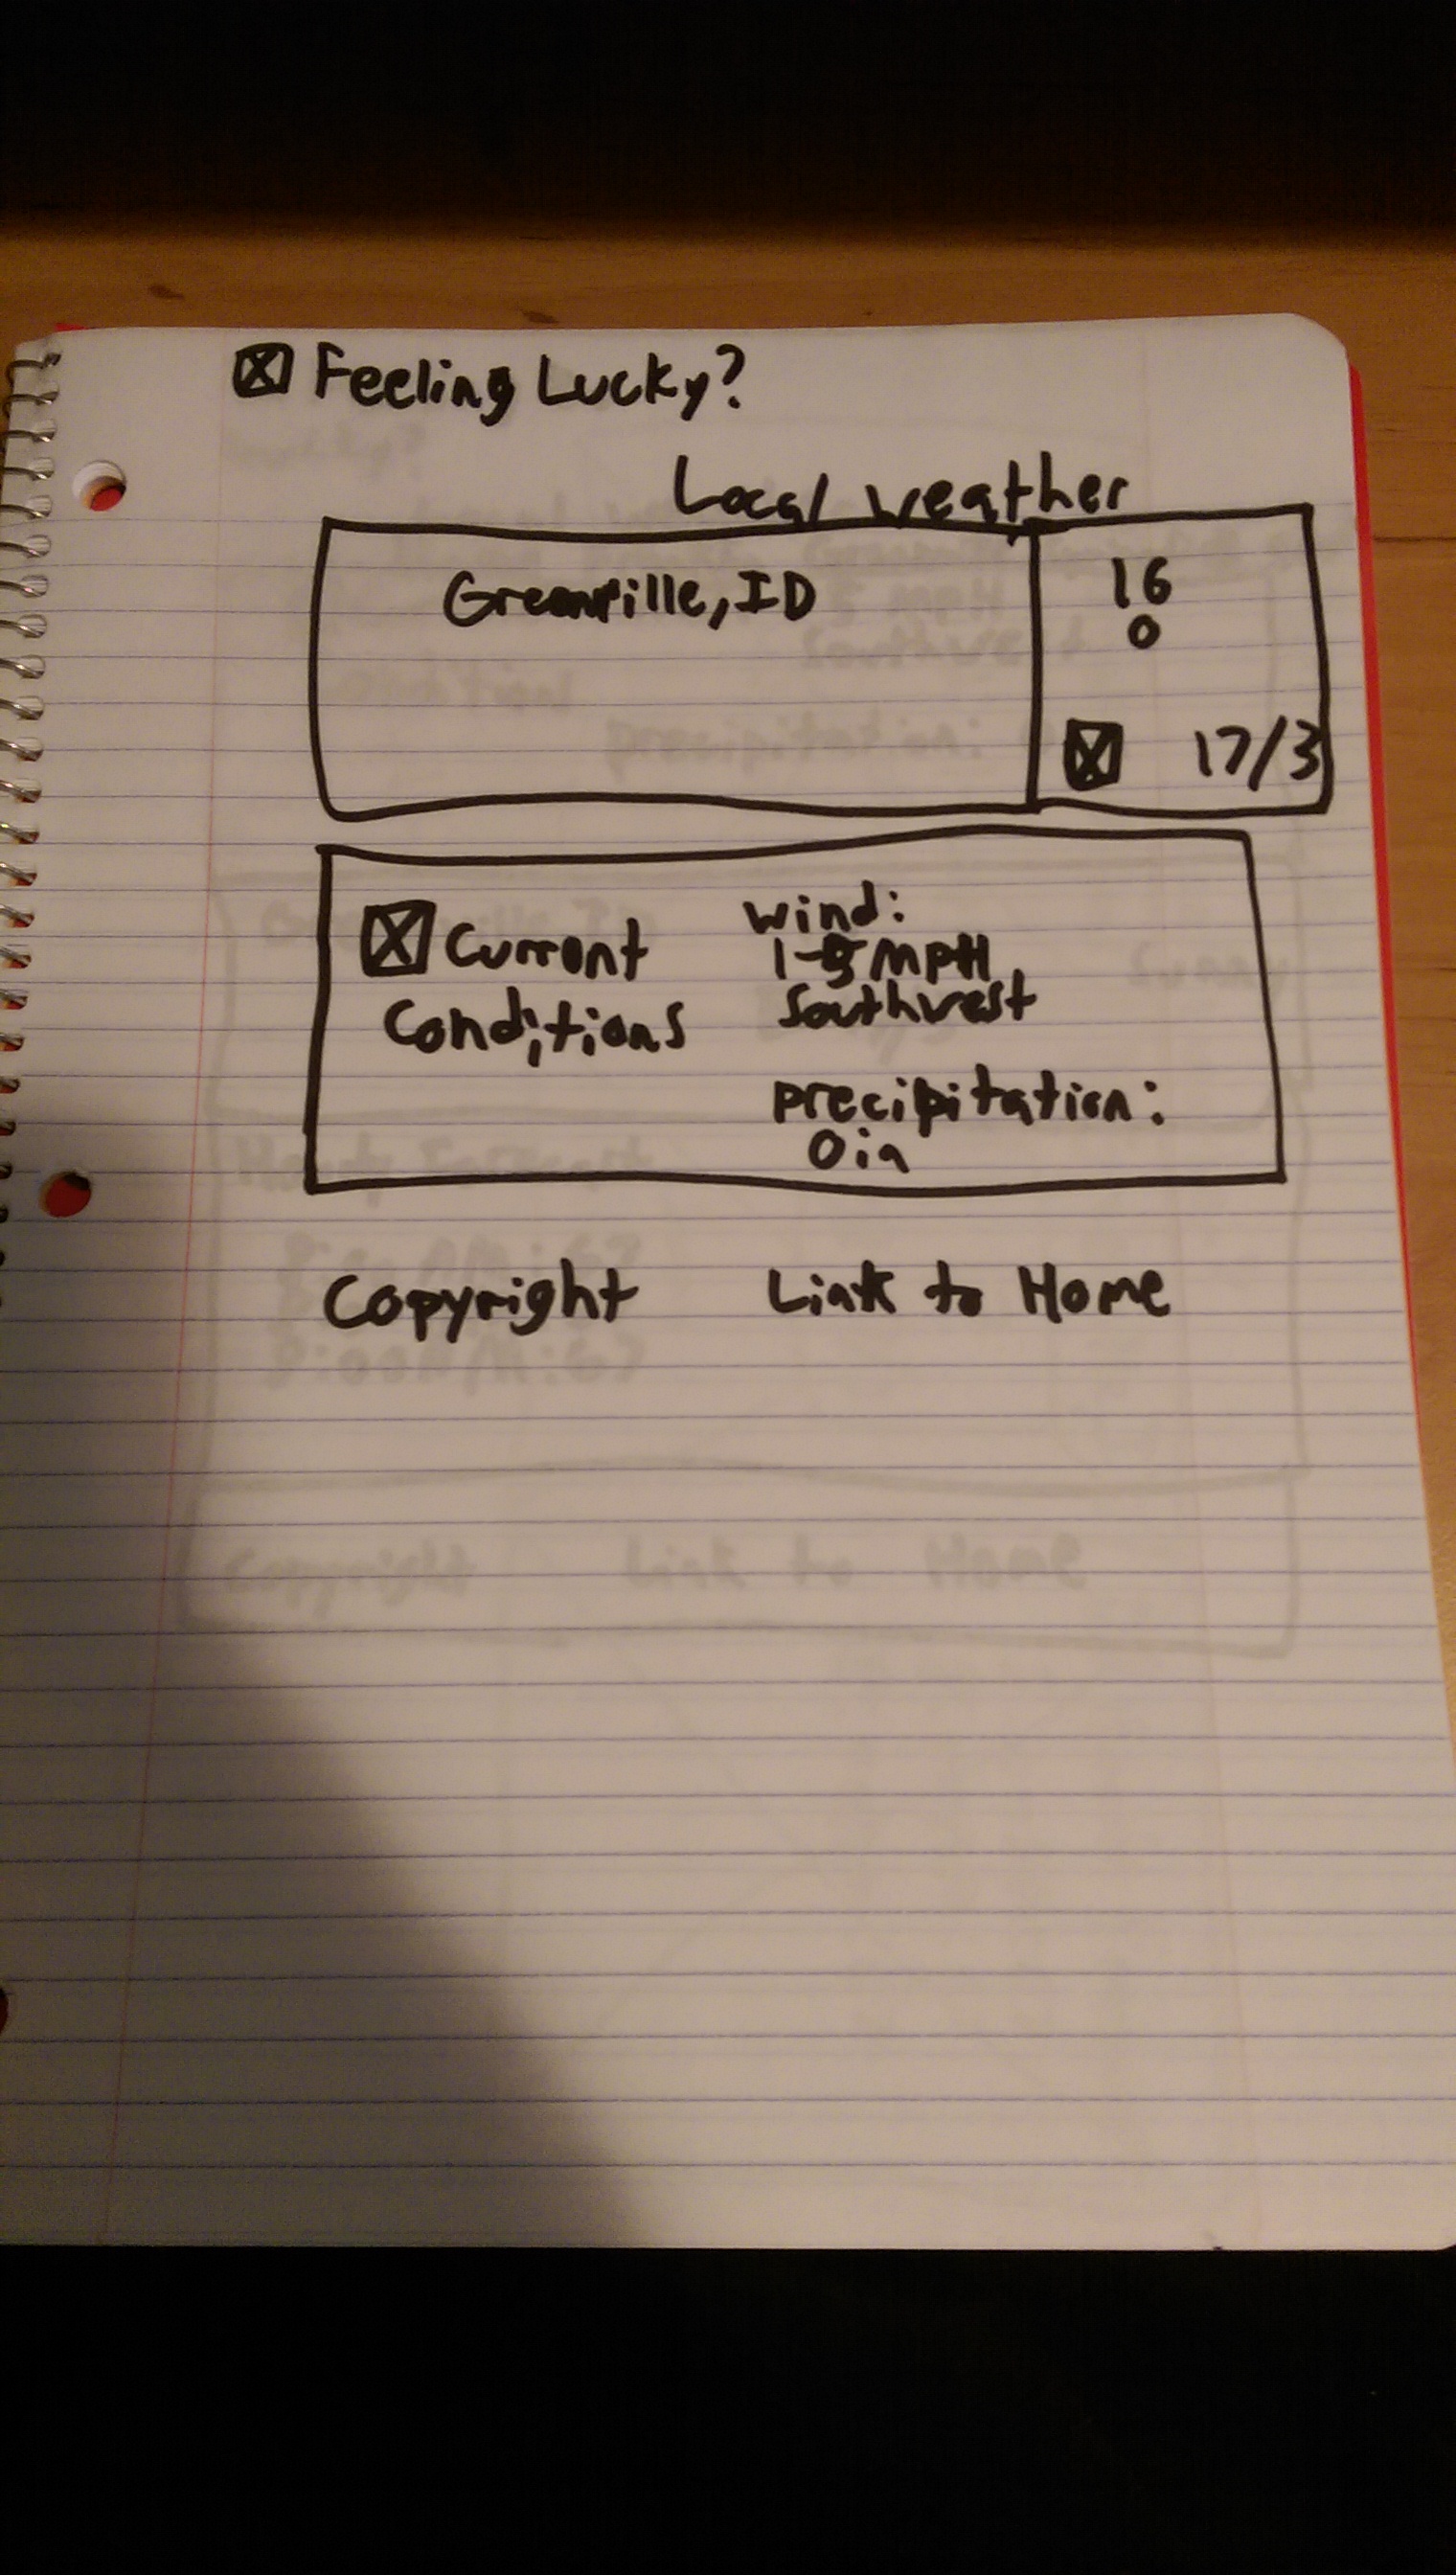 Feeling Lucky?
Local weather
Greenville, ID
16
0
17/3
Current
Conditions
wind:
1-5 MPH,
Southwest
precipitation:
0in
Copyright
Link to Home